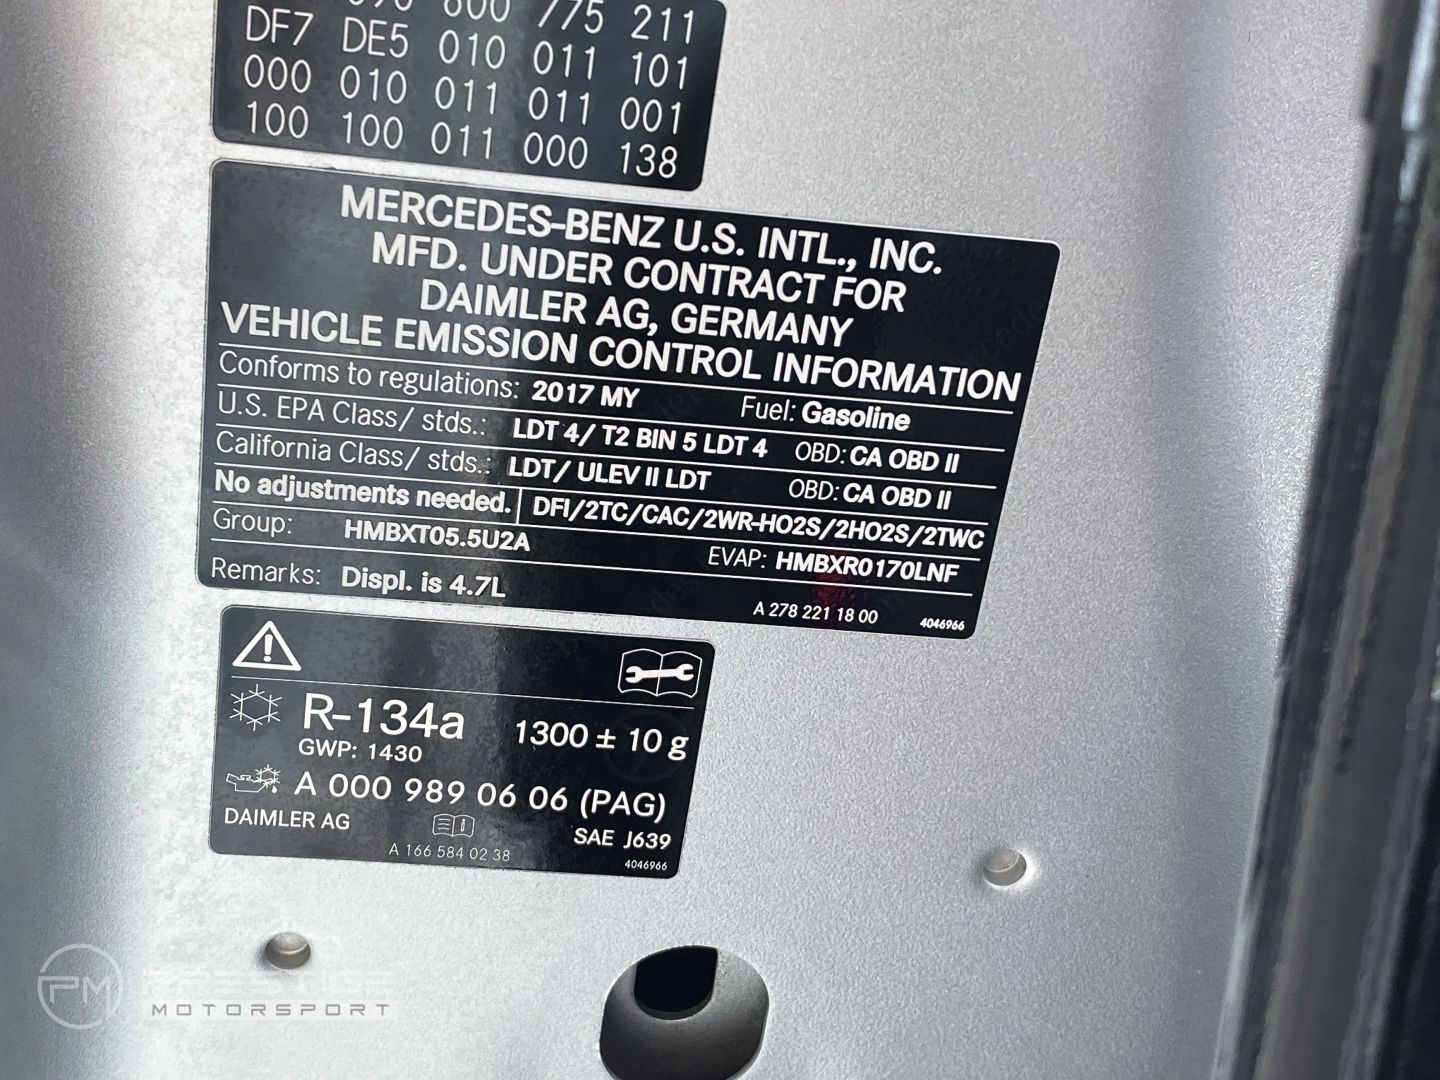 600 775 211
DF7 DE5 010 011 101
000 010 011 011 001
100 100 011 000 138
MERCEDES-BENZ U.S. INTL., INC.
MFD. UNDER CONTRACT FOR
DAIMLER AG, GERMANY
VEHICLE EMISSION CONTROL INFORMATION
Conforms to regulations: 2017 MY Fuel: Gasoline
U.S. EPA Class/ stds.: LDT 4/ T2 BIN 5 LDT 4 OBD: CA OBD II
California Class/ stds.: LDT/ ULEV II LDT OBD: CA OBD II
No adjustments needed. DFI/2TC/CAC/2WR-HO2S/2HO2S/2TWC
Group: HMBXT05.5U2A EVAP: HMBXR0170LNF
Remarks: Displ. is 4.7L
A 278 221 18 00 4046966
R-134a 1300 ± 10 g
GWP: 1430
A 000 989 06 06 (PAG)
DAIMLER AG SAE J639
A 166 584 02 38 4046966
PM PRESTIGE
MOTORSPORT